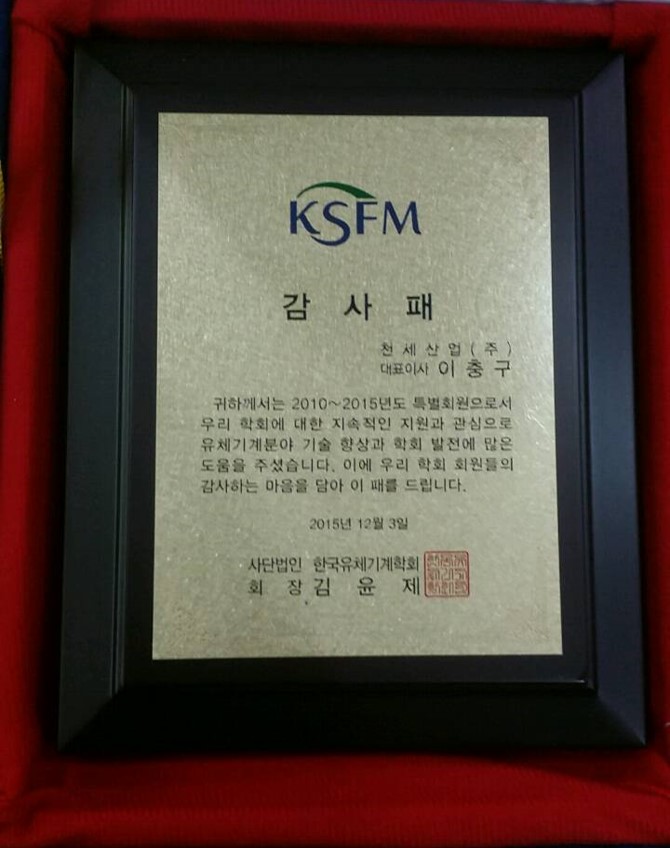 KSFM
감 사 패
천 세 산 업 ( 주 )
대표이사 이 충 구
귀하께서는 2010~2015년도 특별회원으로서
우리 학회에 대한 지속적인 지원과 관심으로
유체기계분야 기술 향상과 학회 발전에 많은
도움을 주셨습니다. 이에 우리 학회 회원들의
감사하는 마음을 담아 이 패를 드립니다.
2015년 12월 3일
사단법인 한국유체기계학회
회 장 김 윤 제